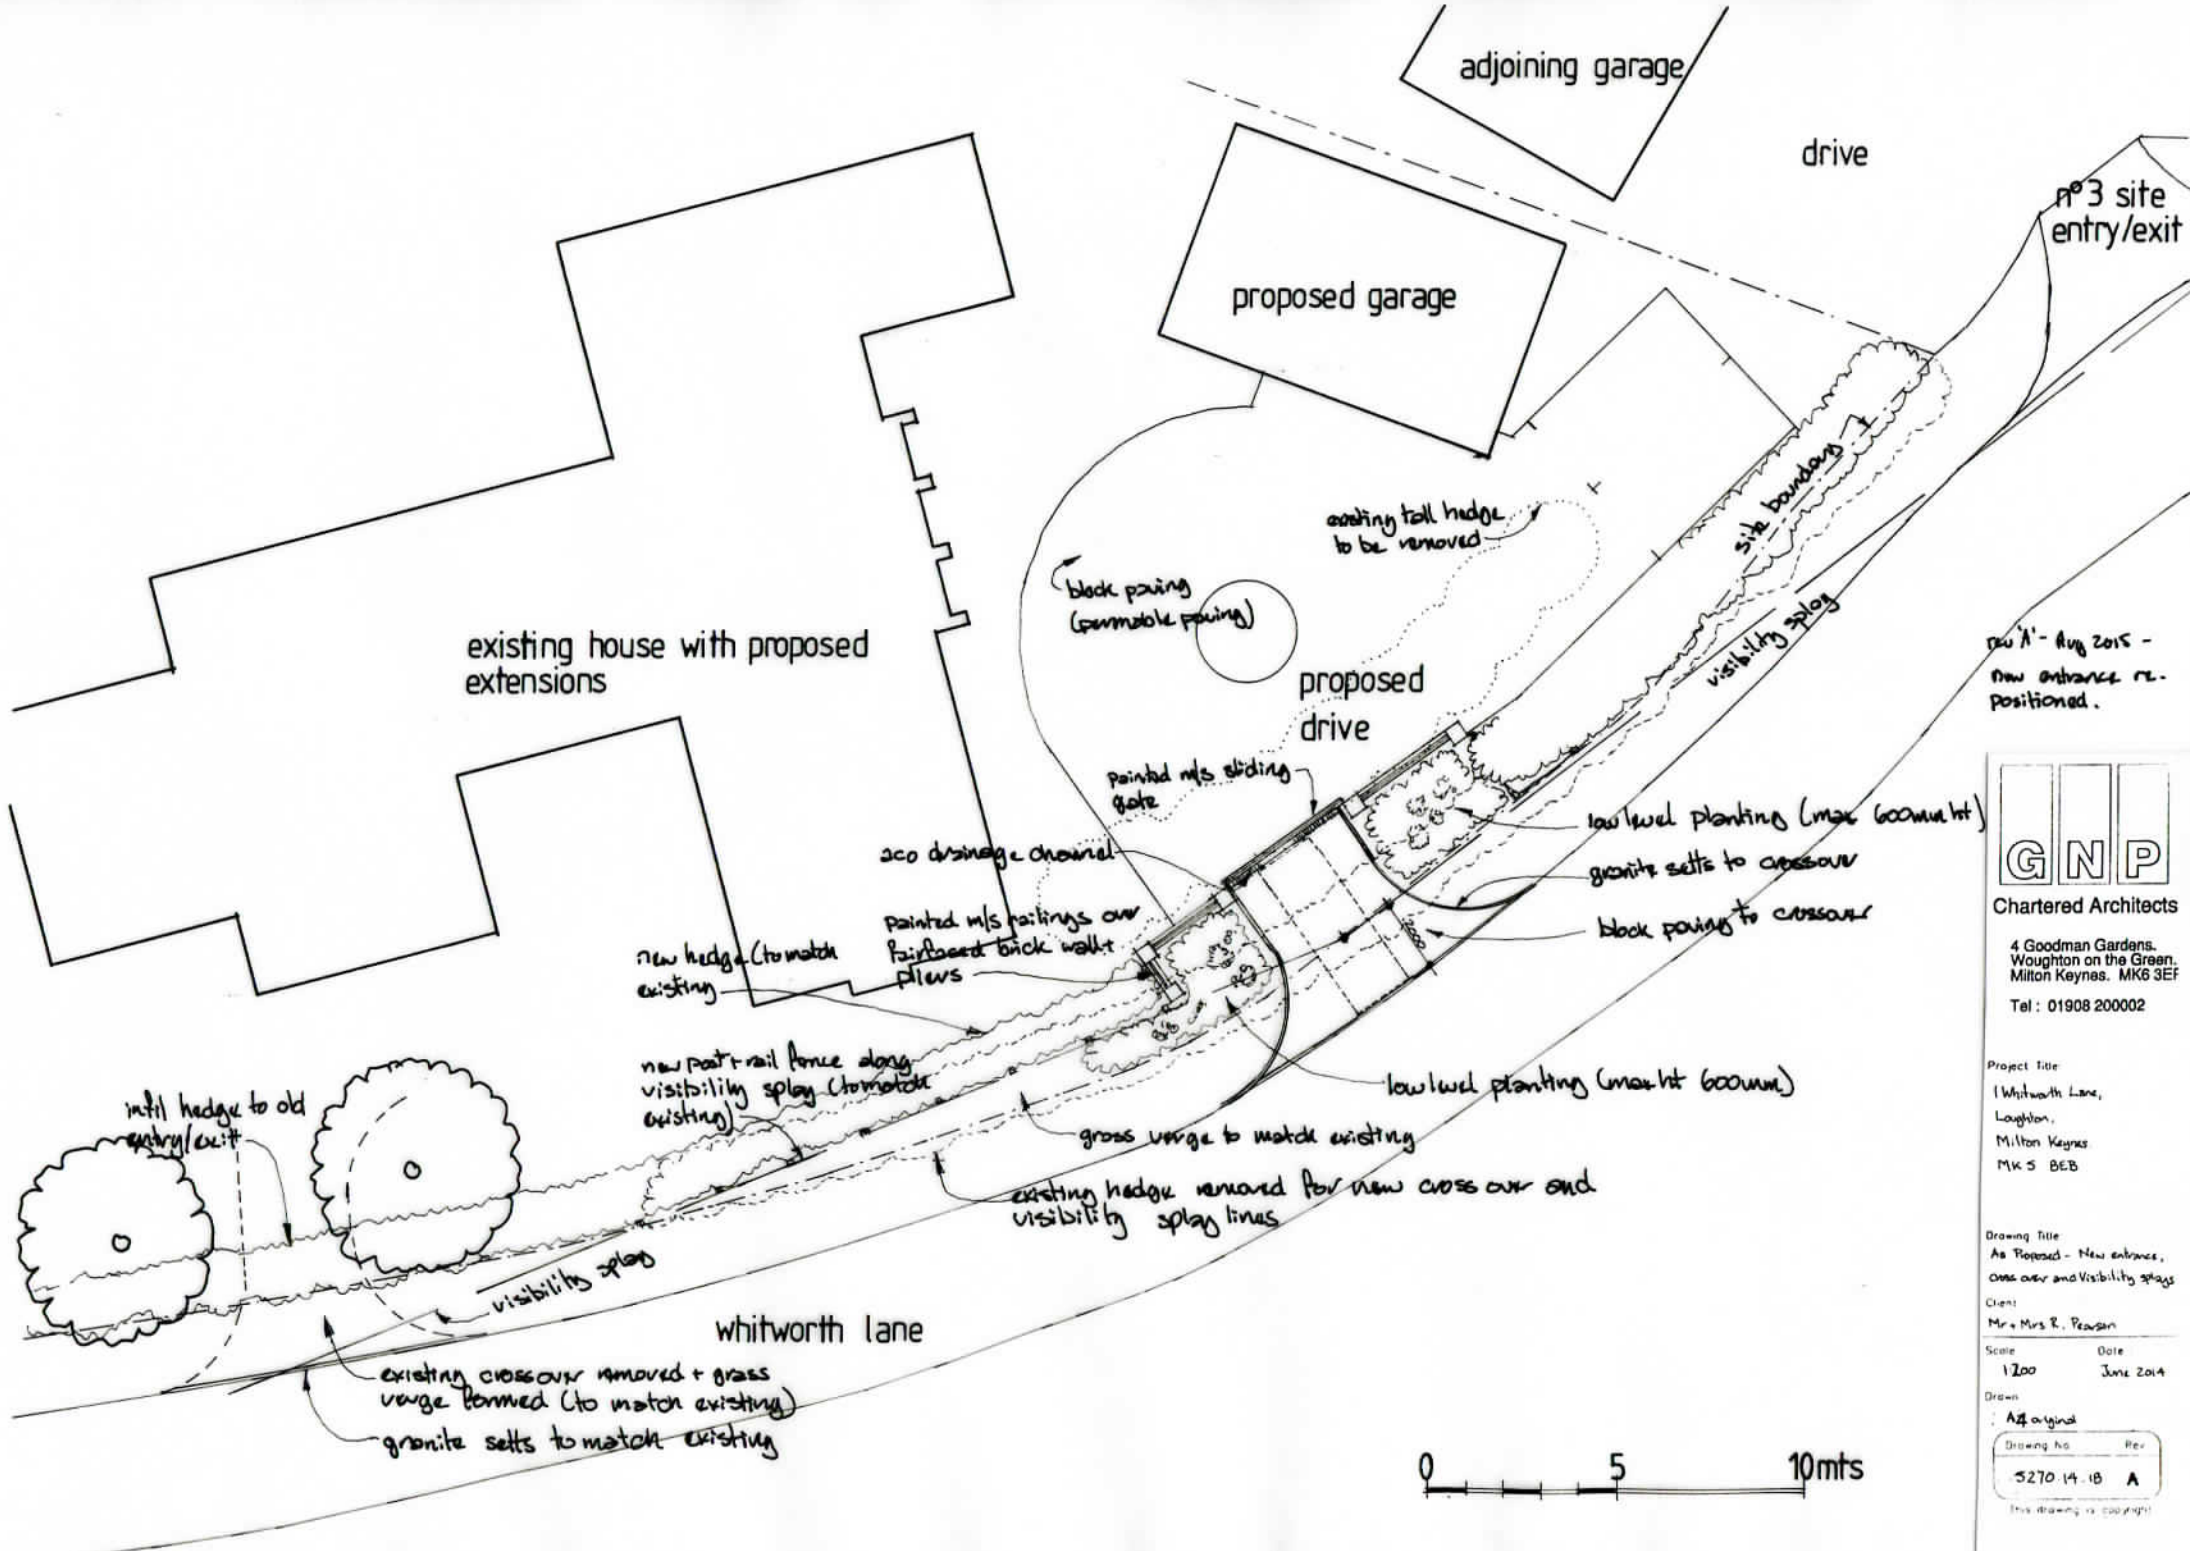 adjoining garage
drive
nº3 site
entry/exit
proposed garage
existing tall hedge
to be removed
site boundary
block paving
(permable paving)
existing house with proposed
extensions
visibility splay
rev 'A' - Aug 2015 -
new entrance re-
positioned.
proposed
drive
painted m/s sliding
gate
low level planting (max 600mm ht)
aco drainage channel
granite setts to crossover
block paving to crossover
2000
painted m/s railings over
fairfaced brick wall +
piers
new hedge (to match
existing
new post + rail fence along
visibility splay (to match
existing)
low level planting (max ht 600mm)
infil hedge to old
entry/exit
grass verge to match existing
existing hedge removed for new cross over and
visibility splay lines
visibility splay
whitworth lane
existing crossover removed + grass
verge formed (to match existing)
granite setts to match existing
0 5 10mts
GNP
Chartered Architects
4 Goodman Gardens.
Woughton on the Green.
Milton Keynes. MK6 3EF
Tel : 01908 200002
Project Title
1 Whitworth Lane,
Loughton,
Milton Keynes
MK5 8EB
Drawing Title
As Proposed - New entrance,
cross over and Visibility splays
Client
Mr + Mrs R. Pearson
Scale Date
1:200 June 2014
Drawn
A4 original
Drawing No. Rev
5270.14.18 A
This drawing is copyright